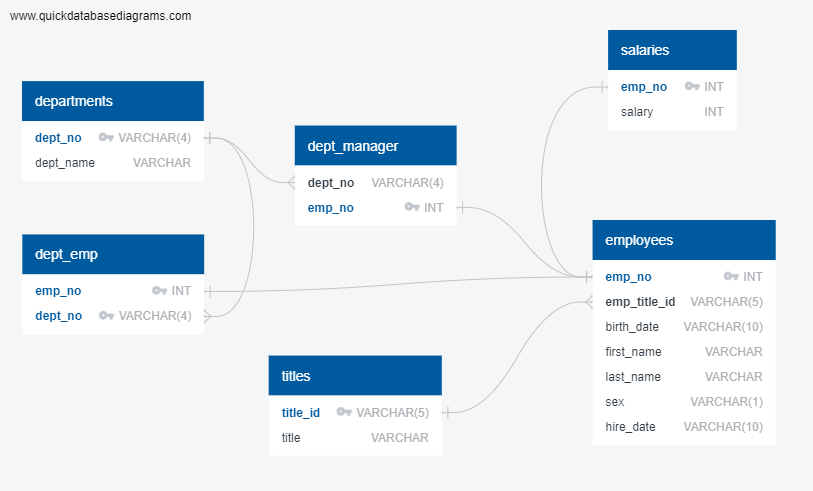 www.quickdatabasediagrams.com
departments
dept_no VARCHAR(4)
dept_name VARCHAR
dept_emp
emp_no INT
dept_no VARCHAR(4)
dept_manager
dept_no VARCHAR(4)
emp_no INT
titles
title_id VARCHAR(5)
title VARCHAR
salaries
emp_no INT
salary INT
employees
emp_no INT
emp_title_id VARCHAR(5)
birth_date VARCHAR(10)
first_name VARCHAR
last_name VARCHAR
sex VARCHAR(1)
hire_date VARCHAR(10)